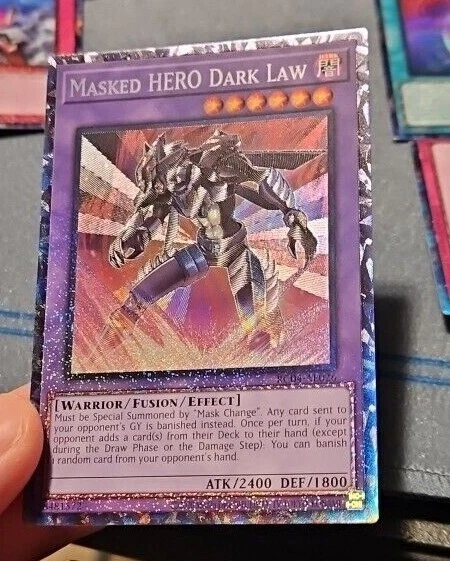 MASKED HERO DARK LAW 闇
[WARRIOR/FUSION/EFFECT]
Must be Special Summoned by "Mask Change". Any card sent to
your opponent's GY is banished instead. Once per turn, if your
opponent adds a card(s) from their Deck to their hand (except
during the Draw Phase or the Damage Step): You can banish
1 random card from your opponent's hand.
ATK/2400 DEF/1800